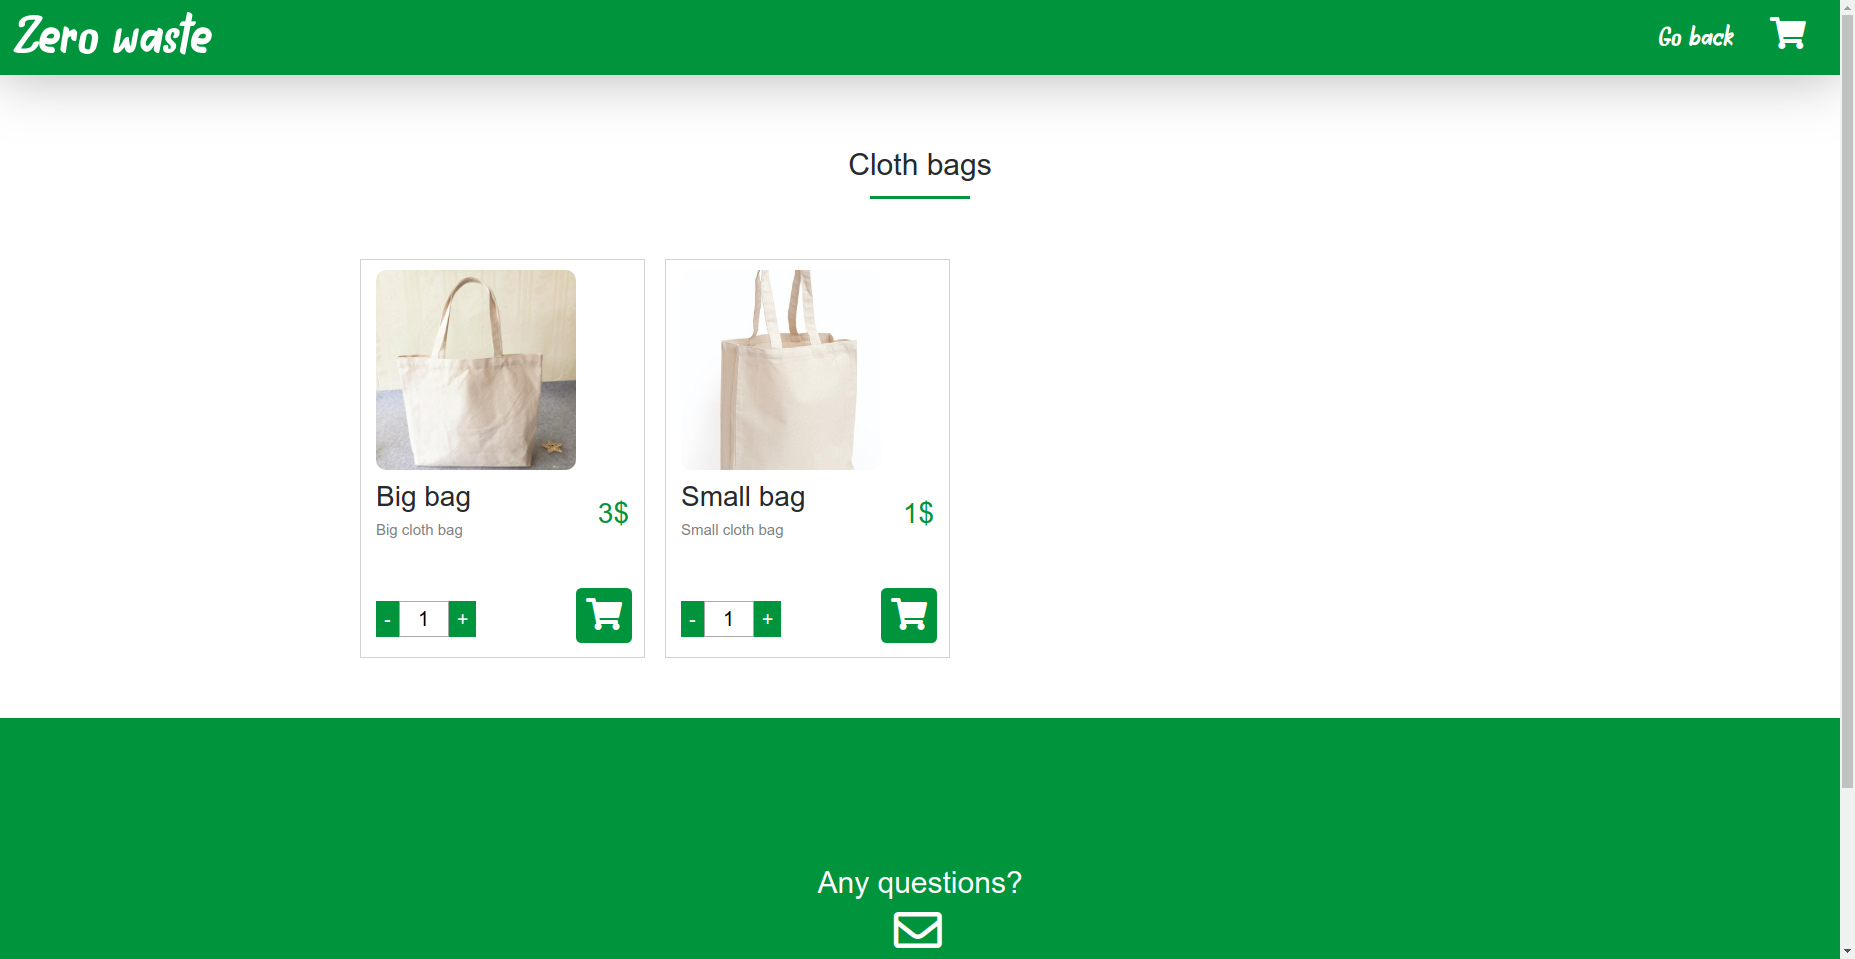 Zero waste
Go back
Cloth bags
Big bag
3$
Big cloth bag
- 1 +
Small bag
1$
Small cloth bag
- 1 +
Any questions?